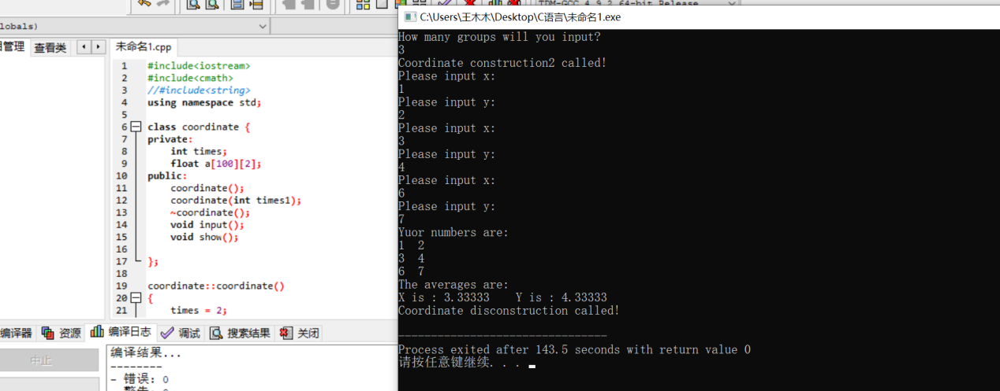 TDM-GCC 4.9.2 64-bit Release
lobals)
目管理 查看类
未命名1.cpp
1 #include<iostream>
2 #include<cmath>
3 //#include<string>
4 using namespace std;
5
6 class coordinate {
7 private:
8 int times;
9 float a[100][2];
10 public:
11 coordinate();
12 coordinate(int times1);
13 ~coordinate();
14 void input();
15 void show();
16
17 };
18
19 coordinate::coordinate()
20 {
21 times = 2;
编译器 资源 编译日志 调试 搜索结果 关闭
中止
编译结果...
--------
- 错误: 0
- 警告: 0
C:\Users\王木木\Desktop\C语言\未命名1.exe
How many groups will you input?
3
Coordinate construction2 called!
Please input x:
1
Please input y:
2
Please input x:
3
Please input y:
4
Please input x:
6
Please input y:
7
Yuor numbers are:
1 2
3 4
6 7
The averages are:
X is : 3.33333 Y is : 4.33333
Coordinate disconstruction called!
--------------------------------
Process exited after 143.5 seconds with return value 0
请按任意键继续. . .